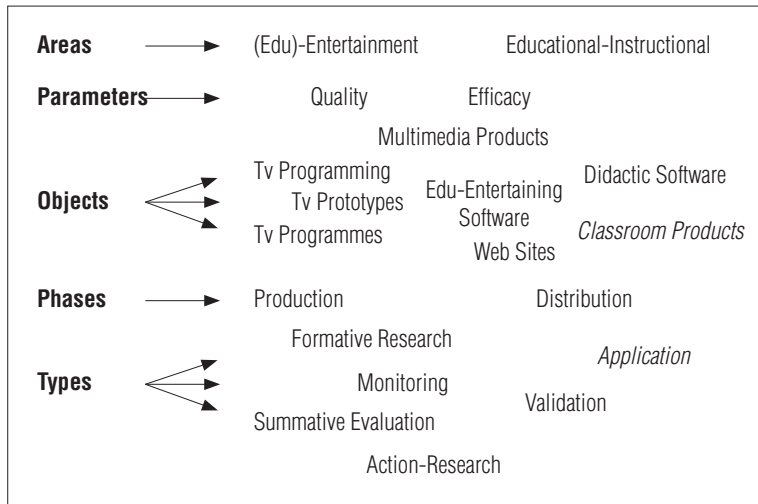 Areas (Edu)-Entertainment Educational-Instructional
Parameters Quality Efficacy
Multimedia Products
Tv Programming Didactic Software
Edu-Entertaining
Objects Tv Prototypes
Software
Tv Programmes Classroom Products
Web Sites
Phases Production Distribution
Formative Research
Application
Types Monitoring
Validation
Summative Evaluation
Action-Research